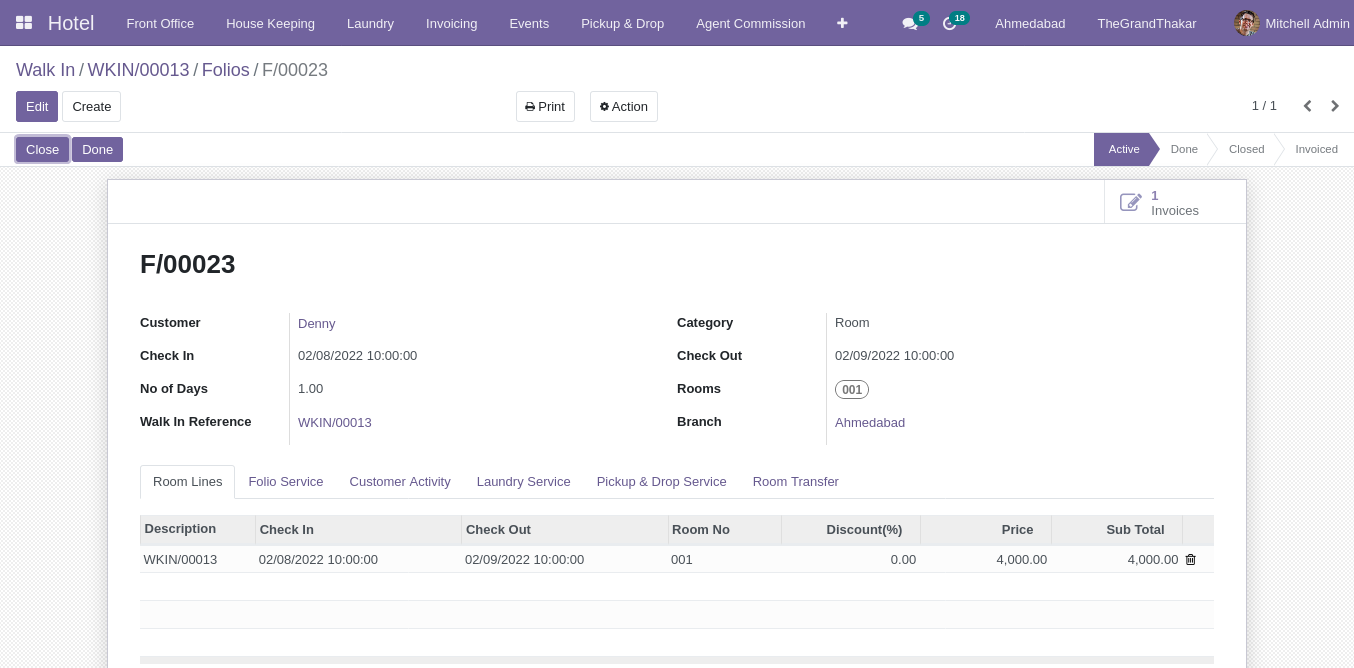 Hotel Front Office House Keeping Laundry Invoicing Events Pickup & Drop Agent Commission 5 18 Ahmedabad TheGrandThakar Mitchell Admin
Walk In / WKIN/00013 / Folios / F/00023
Edit Create Print Action 1 / 1
Close Done Active Done Closed Invoiced
1
Invoices
F/00023
Customer Denny Category Room
Check In 02/08/2022 10:00:00 Check Out 02/09/2022 10:00:00
No of Days 1.00 Rooms 001
Walk In Reference WKIN/00013 Branch Ahmedabad
Room Lines Folio Service Customer Activity Laundry Service Pickup & Drop Service Room Transfer
Description Check In Check Out Room No Discount(%) Price Sub Total
WKIN/00013 02/08/2022 10:00:00 02/09/2022 10:00:00 001 0.00 4,000.00 4,000.00